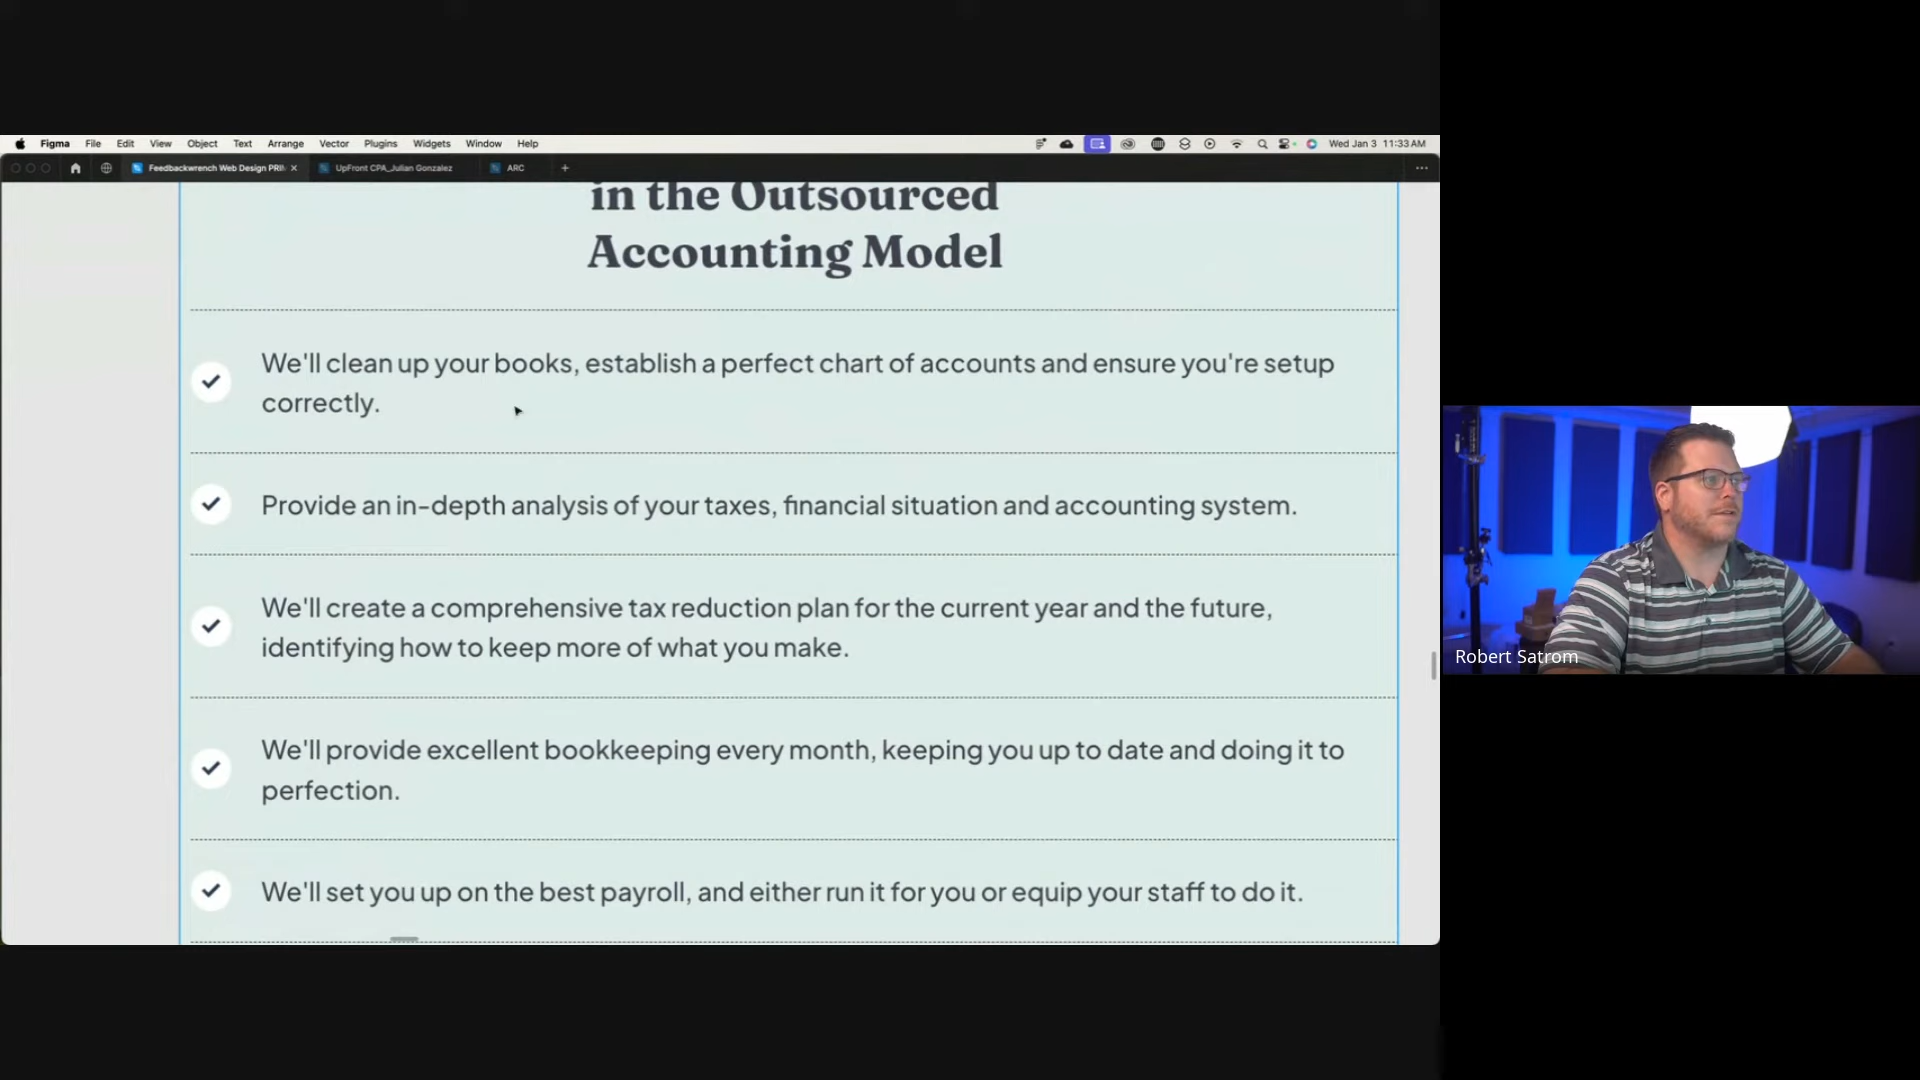 Figma File Edit View Object Text Arrange Vector Plugins Widgets Window Help Wed Jan 3 11:33 AM
Feedbackwrench Web Design PRI UpFront CPA_Julian Gonzalez ARC
in the Outsourced
Accounting Model
We'll clean up your books, establish a perfect chart of accounts and ensure you're setup
correctly.
Provide an in-depth analysis of your taxes, financial situation and accounting system.
We'll create a comprehensive tax reduction plan for the current year and the future,
identifying how to keep more of what you make.
We'll provide excellent bookkeeping every month, keeping you up to date and doing it to
perfection.
We'll set you up on the best payroll, and either run it for you or equip your staff to do it.
Robert Satrom